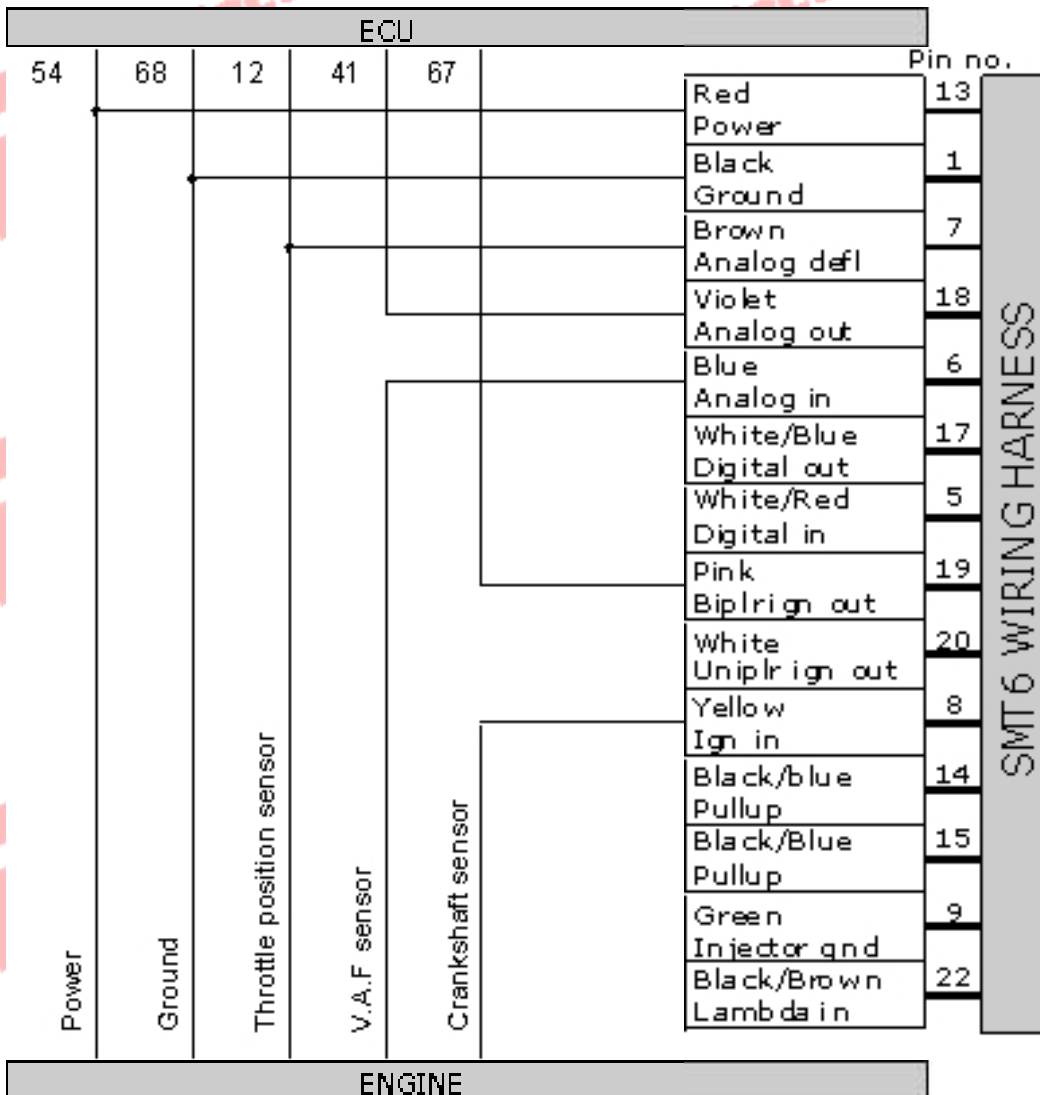 ECU
54 68 12 41 67
Pin no.
Red 13
Power
Black 1
Ground
Brown 7
Analog defl
Violet 18
Analog out
Blue 6
Analog in
White/Blue 17
Digital out
White/Red 5
Digital in
Pink 19
Biplrign out
White 20
Uniplr ign out
Yellow 8
Ign in
Black/blue 14
Pullup
Black/Blue 15
Pullup
Green 9
Injector gnd
Black/Brown 22
Lambda in
SMT6 WIRING HARNESS
Power
Ground
Throttle position sensor
V.A.F sensor
Crankshaft sensor
ENGINE